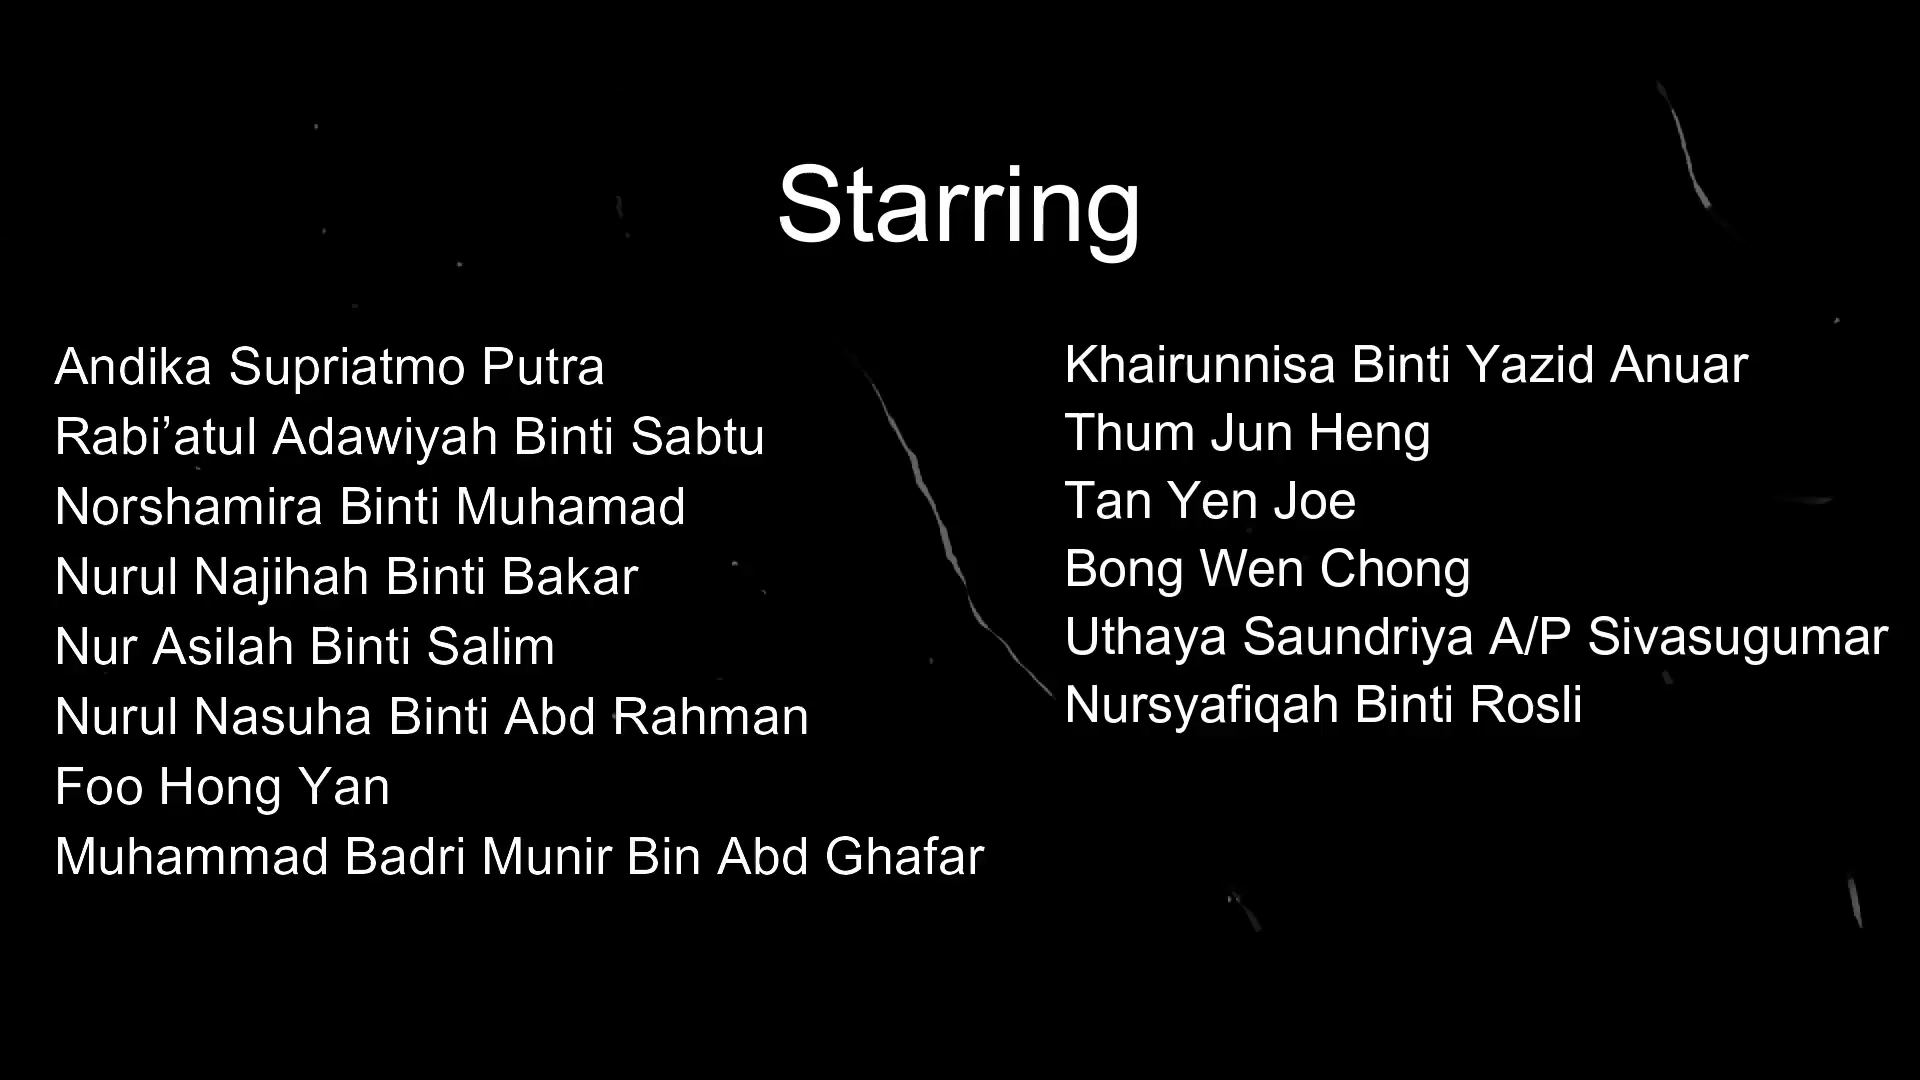 Starring
Andika Supriatmo Putra
Rabi’atul Adawiyah Binti Sabtu
Norshamira Binti Muhamad
Nurul Najihah Binti Bakar
Nur Asilah Binti Salim
Nurul Nasuha Binti Abd Rahman
Foo Hong Yan
Muhammad Badri Munir Bin Abd Ghafar
Khairunnisa Binti Yazid Anuar
Thum Jun Heng
Tan Yen Joe
Bong Wen Chong
Uthaya Saundriya A/P Sivasugumar
Nursyafiqah Binti Rosli